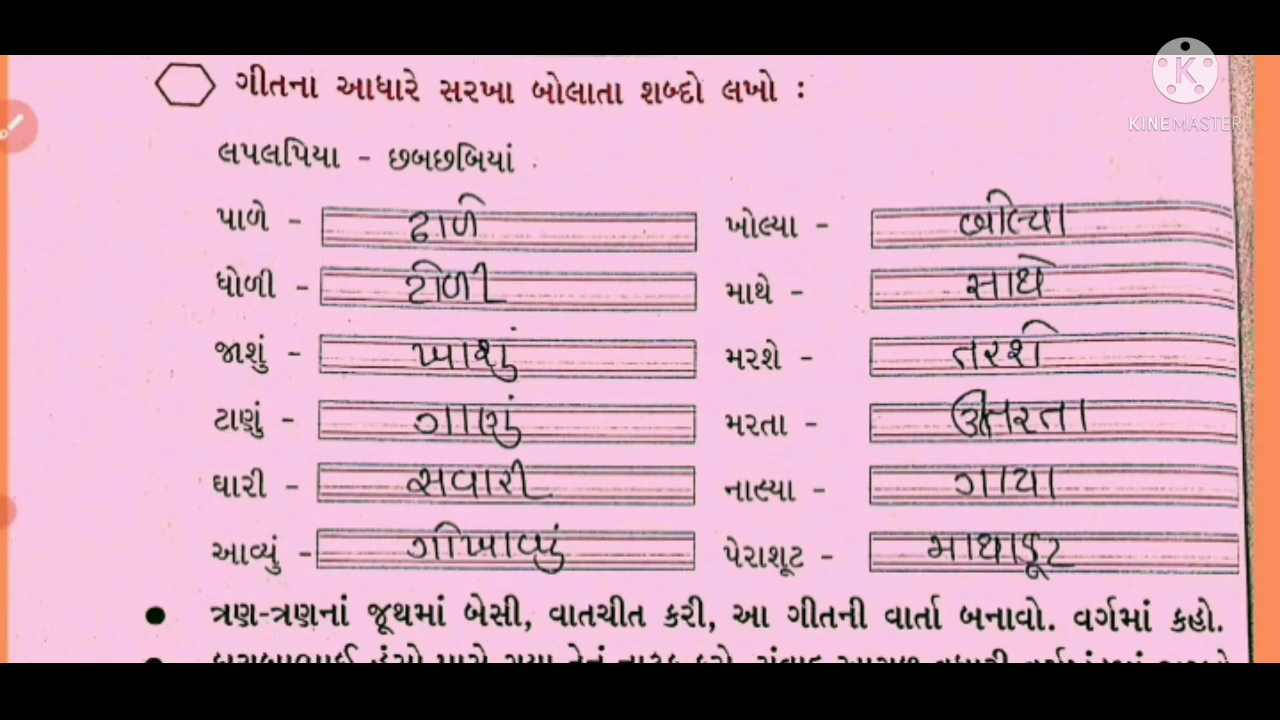 KINEMASTER
ગીતના આધારે સરખા બોલાતા શબ્દો લખો :
લપલપિયા - છબછબિયાં
પાળે - ઢાળે ખોલ્યા - બોલ્યા
ધોળી - ટોળી માથે - સાથે
જાશું - ખાશું મરશે - તરશે
ટાણું - ગાણું મરતા - ઊતરતા
ઘારી - સવારી નાહ્યા - ગાયા
આવ્યું - પેરાશૂટ - માથાકૂટ
ત્રણ-ત્રણનાં જૂથમાં બેસી, વાતચીત કરી, આ ગીતની વાર્તા બનાવો. વર્ગમાં કહો.